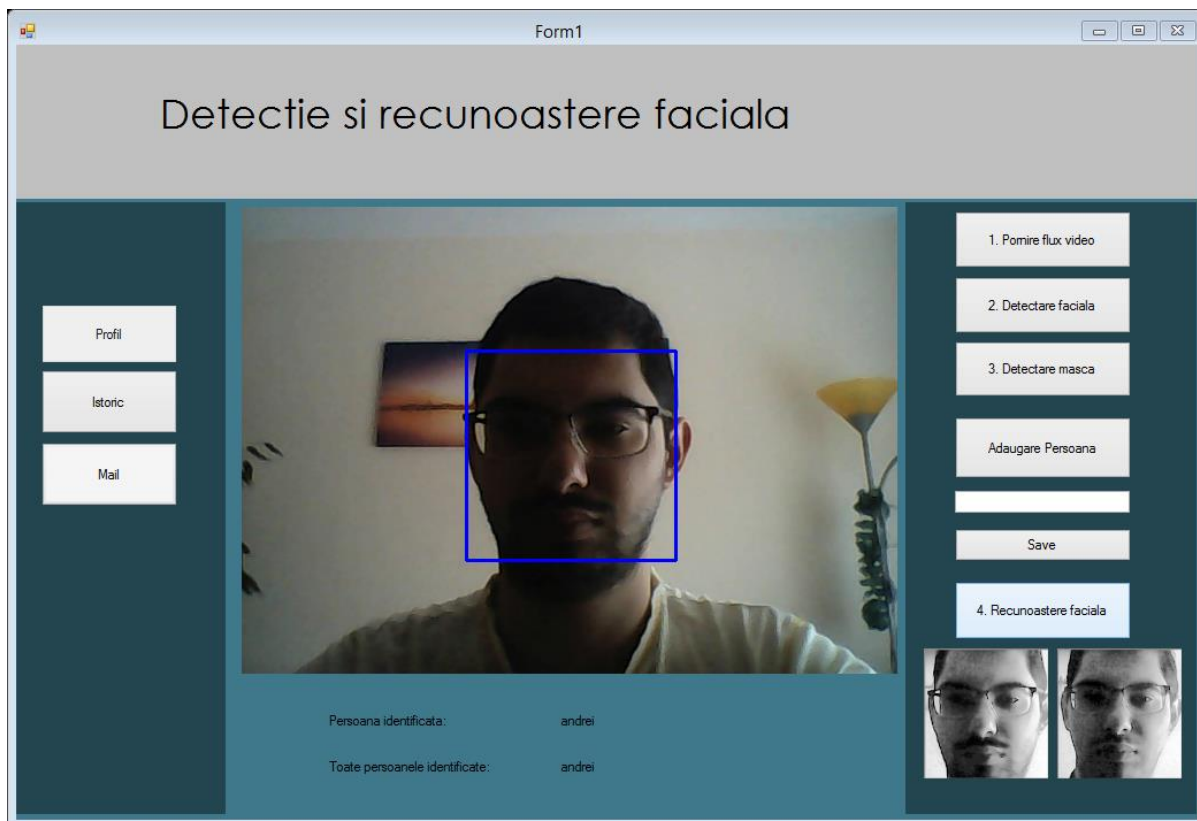 Form1
Detectie si recunoastere faciala
Profil
Istoric
Mail
1. Pornire flux video
2. Detectare faciala
3. Detectare masca
Adaugare Persoana
Save
4. Recunoastere faciala
Persoana identificata: andrei
Toate persoanele identificate: andrei